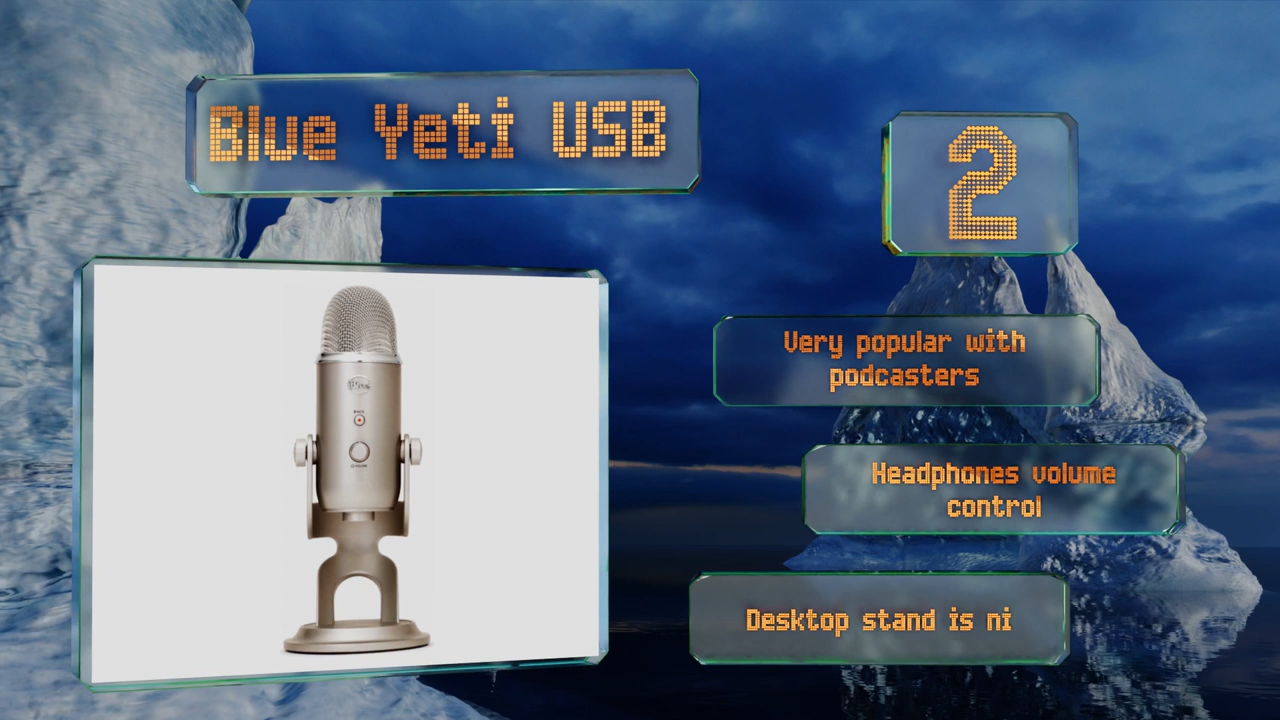 Blue Yeti USB
2
Very popular with
podcasters
Headphones volume
control
Desktop stand is ni